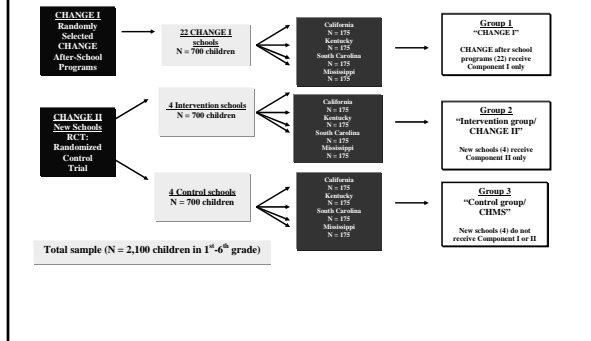 CHANGE I
Randomly
Selected
CHANGE
After-School
Programs
22 CHANGE I
schools
N = 700 children
California
N = 175
Kentucky
N = 175
South Carolina
N = 175
Mississippi
N = 175
Group 1
“CHANGE I”
CHANGE after school
programs (22) receive
Component I only
CHANGE II
New Schools
RCT:
Randomized
Control
Trial
4 Intervention schools
N = 700 children
California
N = 175
Kentucky
N = 175
South Carolina
N = 175
Mississippi
N = 175
Group 2
“Intervention group/
CHANGE II”
New schools (4) receive
Component II only
4 Control schools
N = 700 children
California
N = 175
Kentucky
N = 175
South Carolina
N = 175
Mississippi
N = 175
Group 3
“Control group/
CHMS”
New schools (4) do not
receive Component I or II
Total sample (N = 2,100 children in 1st-6th grade)